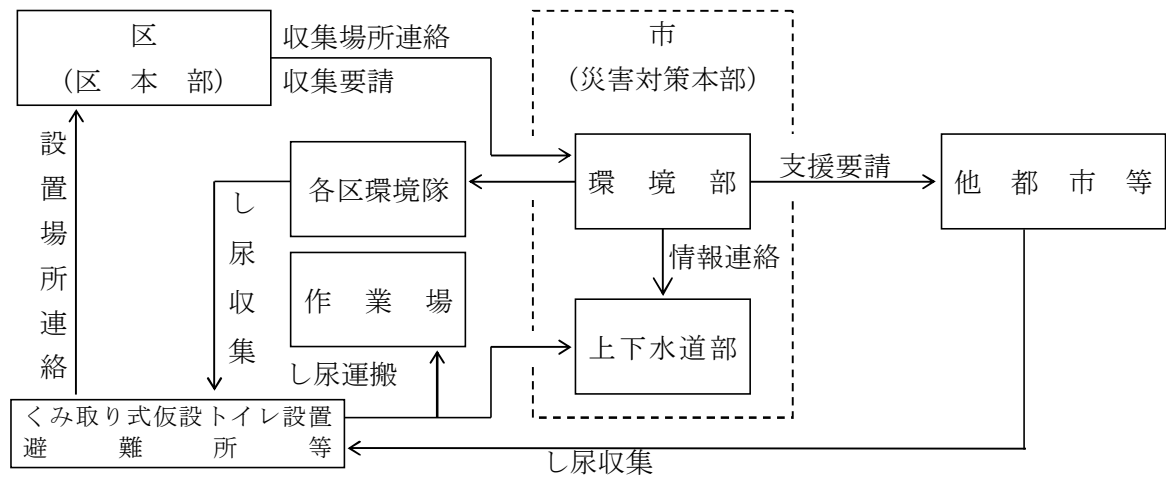 区
(区本部)
収集場所連絡
収集要請
市
(災害対策本部)
設置場所連絡
し尿収集
各区環境隊
環境部
支援要請
他都市等
情報連絡
作業場
上下水道部
し尿運搬
くみ取り式仮設トイレ設置
避難所等
し尿収集